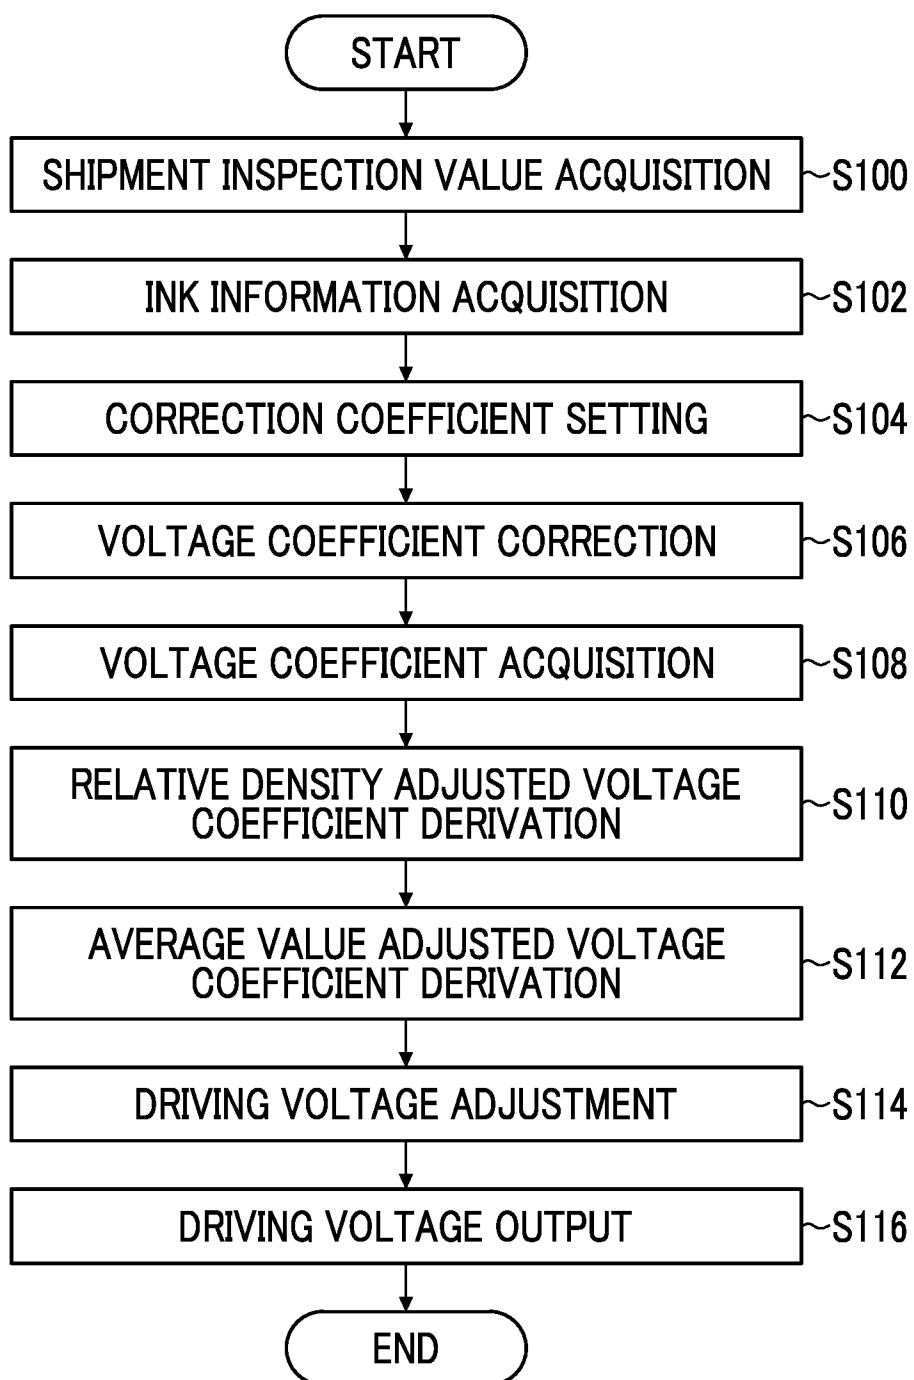 START
SHIPMENT INSPECTION VALUE ACQUISITION
S100
INK INFORMATION ACQUISITION
S102
CORRECTION COEFFICIENT SETTING
S104
VOLTAGE COEFFICIENT CORRECTION
S106
VOLTAGE COEFFICIENT ACQUISITION
S108
RELATIVE DENSITY ADJUSTED VOLTAGE
COEFFICIENT DERIVATION
S110
AVERAGE VALUE ADJUSTED VOLTAGE
COEFFICIENT DERIVATION
S112
DRIVING VOLTAGE ADJUSTMENT
S114
DRIVING VOLTAGE OUTPUT
S116
END